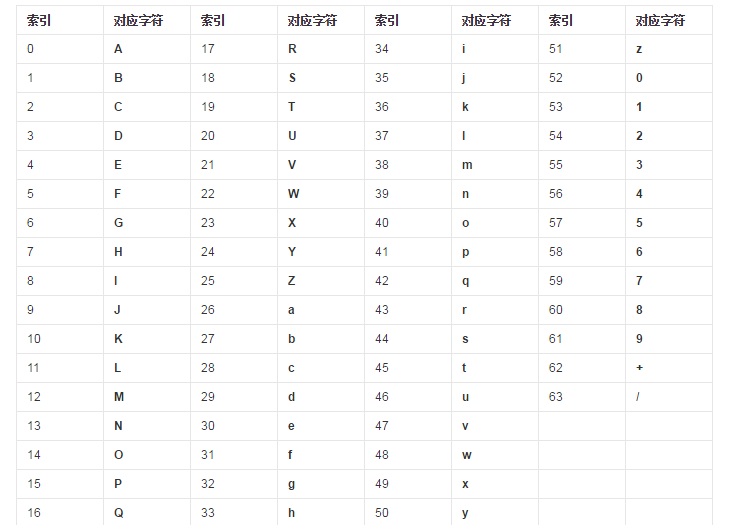 索引 对应字符 索引 对应字符 索引 对应字符 索引 对应字符
0 A 17 R 34 i 51 z
1 B 18 S 35 j 52 0
2 C 19 T 36 k 53 1
3 D 20 U 37 l 54 2
4 E 21 V 38 m 55 3
5 F 22 W 39 n 56 4
6 G 23 X 40 o 57 5
7 H 24 Y 41 p 58 6
8 I 25 Z 42 q 59 7
9 J 26 a 43 r 60 8
10 K 27 b 44 s 61 9
11 L 28 c 45 t 62 +
12 M 29 d 46 u 63 /
13 N 30 e 47 v
14 O 31 f 48 w
15 P 32 g 49 x
16 Q 33 h 50 y